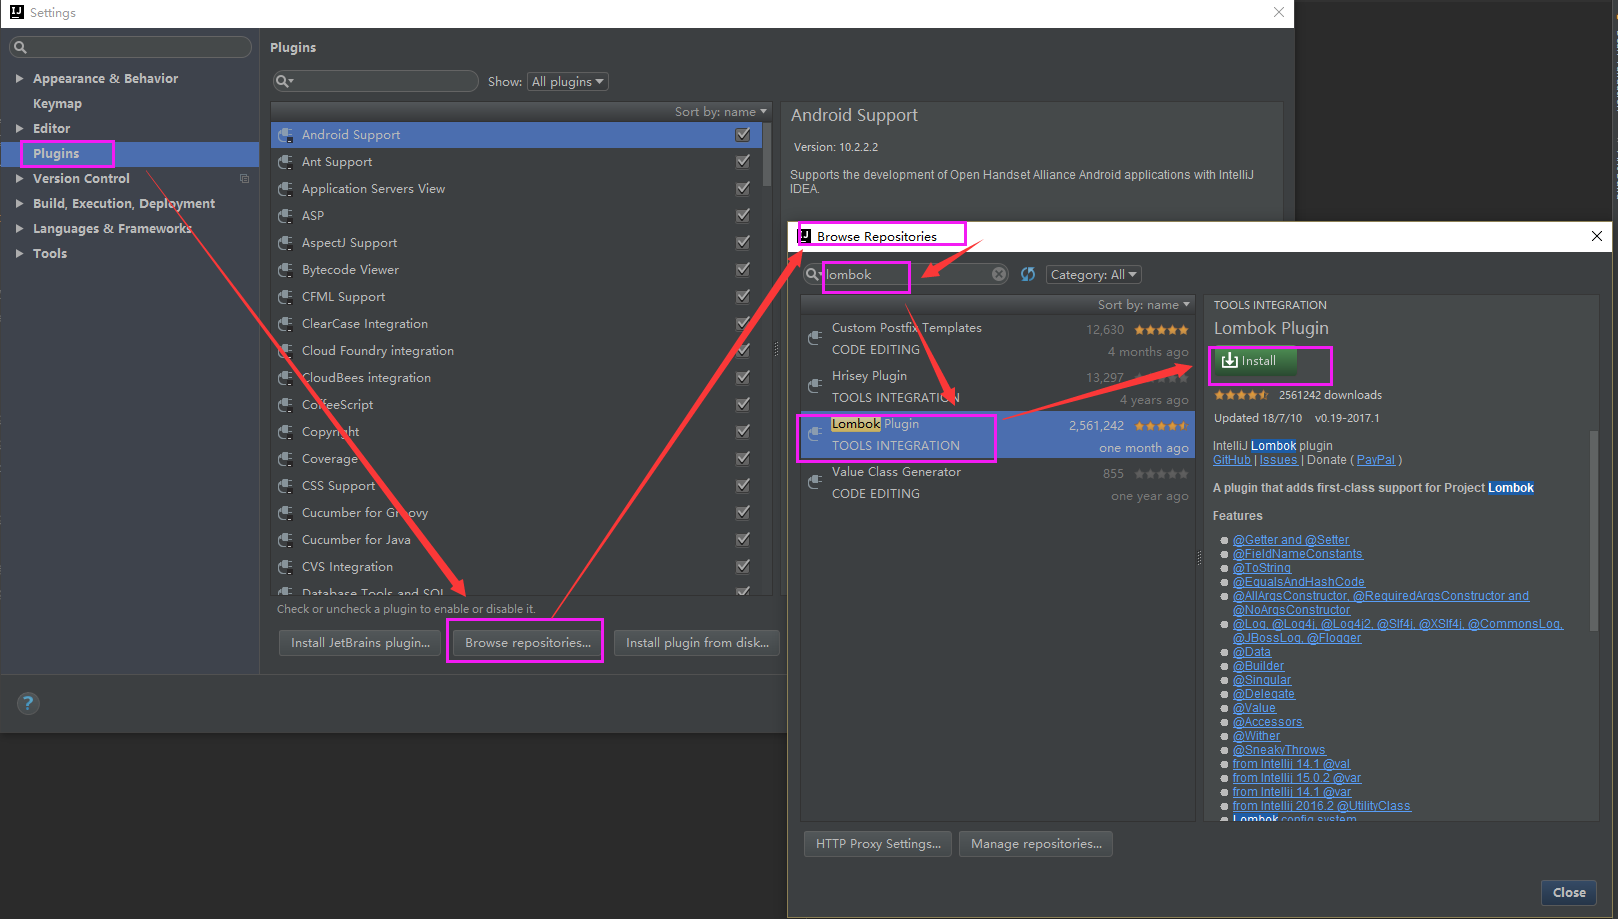 Settings
Appearance & Behavior
Keymap
Editor
Plugins
Version Control
Build, Execution, Deployment
Languages & Frameworks
Tools
Plugins
Show: All plugins
Sort by: name
Android Support
Ant Support
Application Servers View
ASP
AspectJ Support
Bytecode Viewer
CFML Support
ClearCase Integration
Cloud Foundry integration
CloudBees integration
CoffeeScript
Copyright
Coverage
CSS Support
Cucumber for Groovy
Cucumber for Java
CVS Integration
Database Tools and SQL
Check or uncheck a plugin to enable or disable it.
Install JetBrains plugin...
Browse repositories...
Install plugin from disk...
?
Android Support
Version: 10.2.2.2
Supports the development of Open Handset Alliance Android applications with IntelliJ
IDEA.
Browse Repositories
lombok
Category: All
Sort by: name
Custom Postfix Templates 12,630
CODE EDITING 4 months ago
Hrisey Plugin 13,297
TOOLS INTEGRATION 4 years ago
Lombok Plugin 2,561,242
TOOLS INTEGRATION one month ago
Value Class Generator 855
CODE EDITING one year ago
TOOLS INTEGRATION
Lombok Plugin
Install
2561242 downloads
Updated 18/7/10 v0.19-2017.1
IntelliJ Lombok plugin
GitHub | Issues | Donate ( PayPal )
A plugin that adds first-class support for Project Lombok
Features
@Getter and @Setter
@FieldNameConstants
@ToString
@EqualsAndHashCode
@AllArgsConstructor, @RequiredArgsConstructor and
@NoArgsConstructor
@Log, @Log4j, @Log4j2, @Slf4j, @XSlf4j, @CommonsLog,
@JBossLog, @Flogger
@Data
@Builder
@Singular
@Delegate
@Value
@Accessors
@Wither
@SneakyThrows
from Intellij 14.1 @val
from Intellij 15.0.2 @var
from Intellij 14.1 @var
from Intellij 2016.2 @UtilityClass
Lombok config system
HTTP Proxy Settings...
Manage repositories...
Close